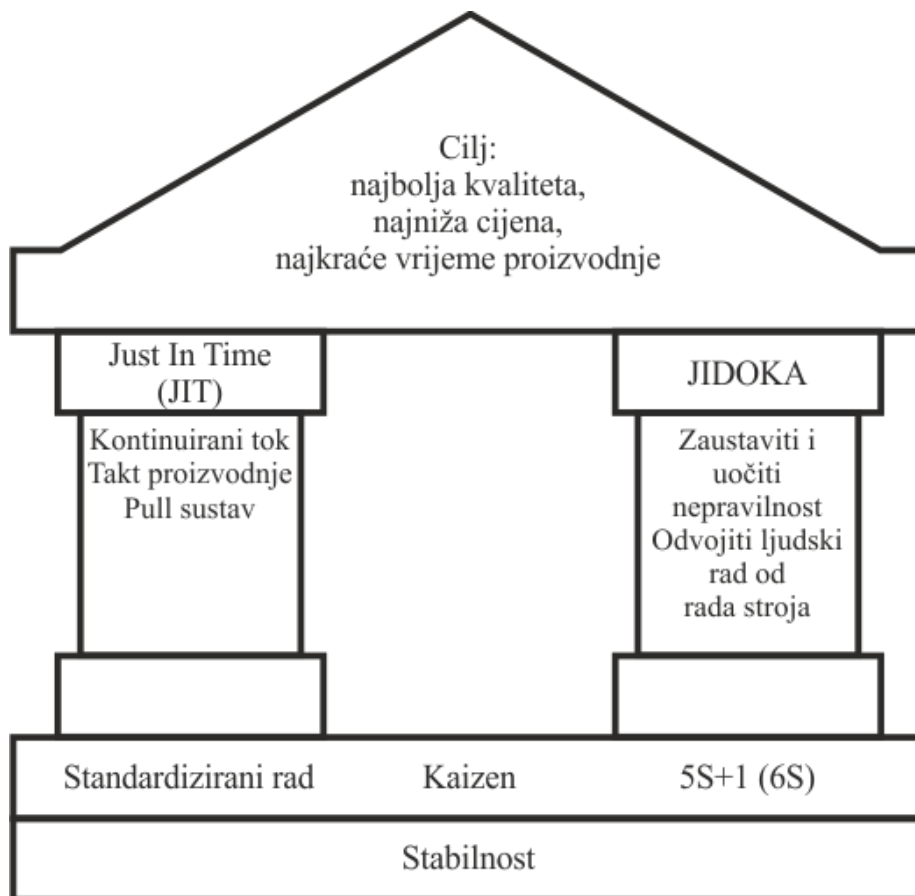 Cilj:
najbolja kvaliteta,
najniža cijena,
najkraće vrijeme proizvodnje
Just In Time
(JIT)
JIDOKA
Kontinuirani tok
Takt proizvodnje
Pull sustav
Zaustaviti i
uočiti
nepravilnost
Odvojiti ljudski
rad od
rada stroja
Standardizirani rad
Kaizen
5S+1 (6S)
Stabilnost